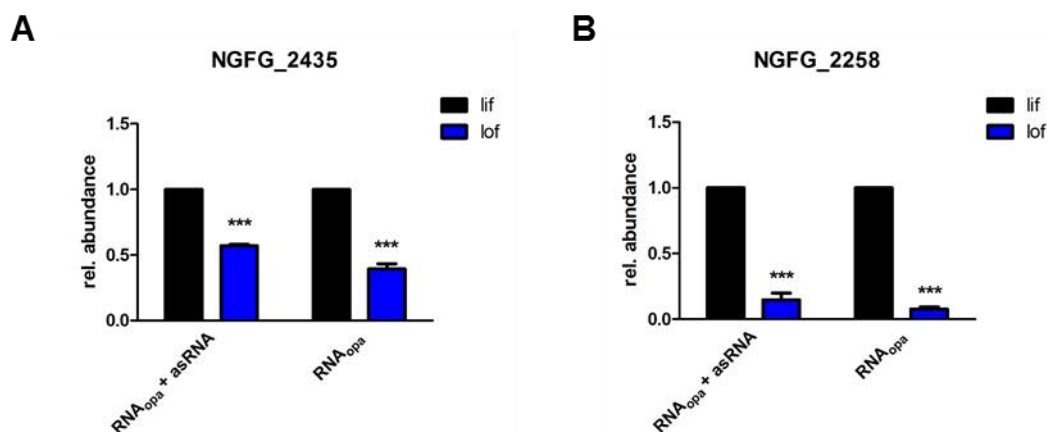 A
NGFG_2435
lif
lof
rel. abundance
1.5
1.0
0.5
0.0
***
***
RNAopa + asRNA
RNAopa
B
NGFG_2258
lif
lof
rel. abundance
1.5
1.0
0.5
0.0
***
***
RNAopa + asRNA
RNAopa